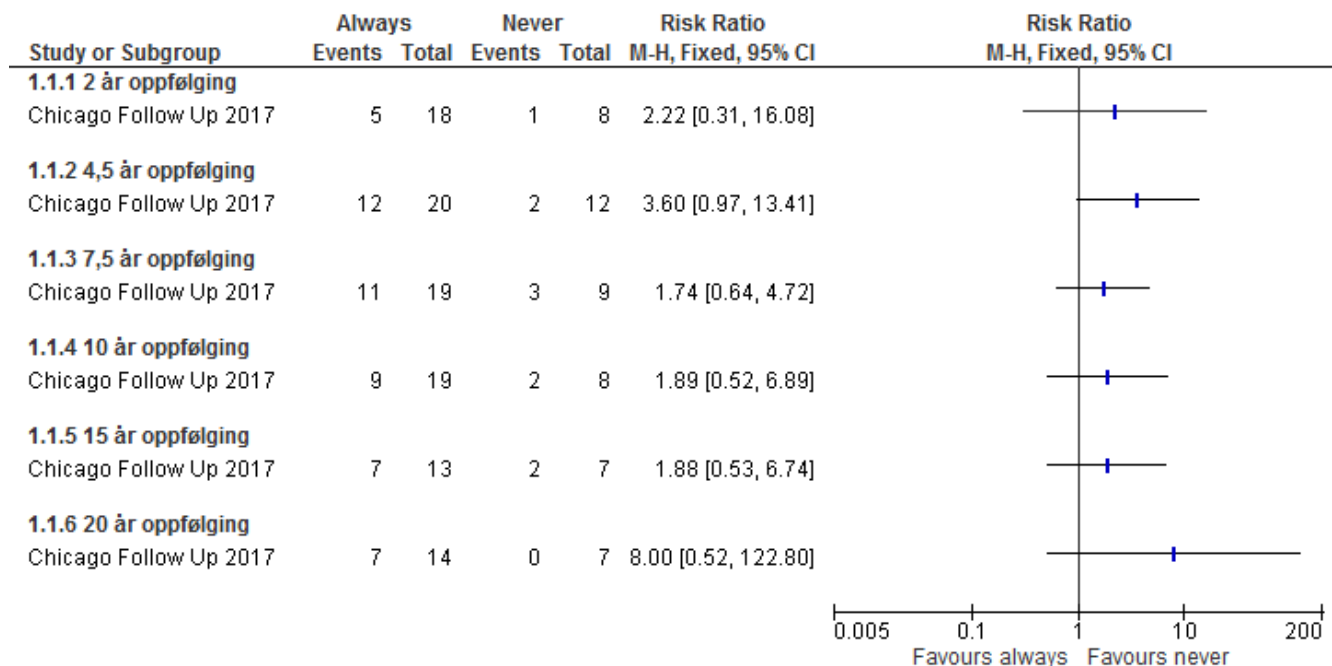 Always Never Risk Ratio Risk Ratio
Study or Subgroup Events Total Events Total M-H, Fixed, 95% CI M-H, Fixed, 95% CI
1.1.1 2 år oppfølging
Chicago Follow Up 2017 5 18 1 8 2.22 [0.31, 16.08]
1.1.2 4,5 år oppfølging
Chicago Follow Up 2017 12 20 2 12 3.60 [0.97, 13.41]
1.1.3 7,5 år oppfølging
Chicago Follow Up 2017 11 19 3 9 1.74 [0.64, 4.72]
1.1.4 10 år oppfølging
Chicago Follow Up 2017 9 19 2 8 1.89 [0.52, 6.89]
1.1.5 15 år oppfølging
Chicago Follow Up 2017 7 13 2 7 1.88 [0.53, 6.74]
1.1.6 20 år oppfølging
Chicago Follow Up 2017 7 14 0 7 8.00 [0.52, 122.80]
0.005 0.1 1 10 200
Favours always Favours never